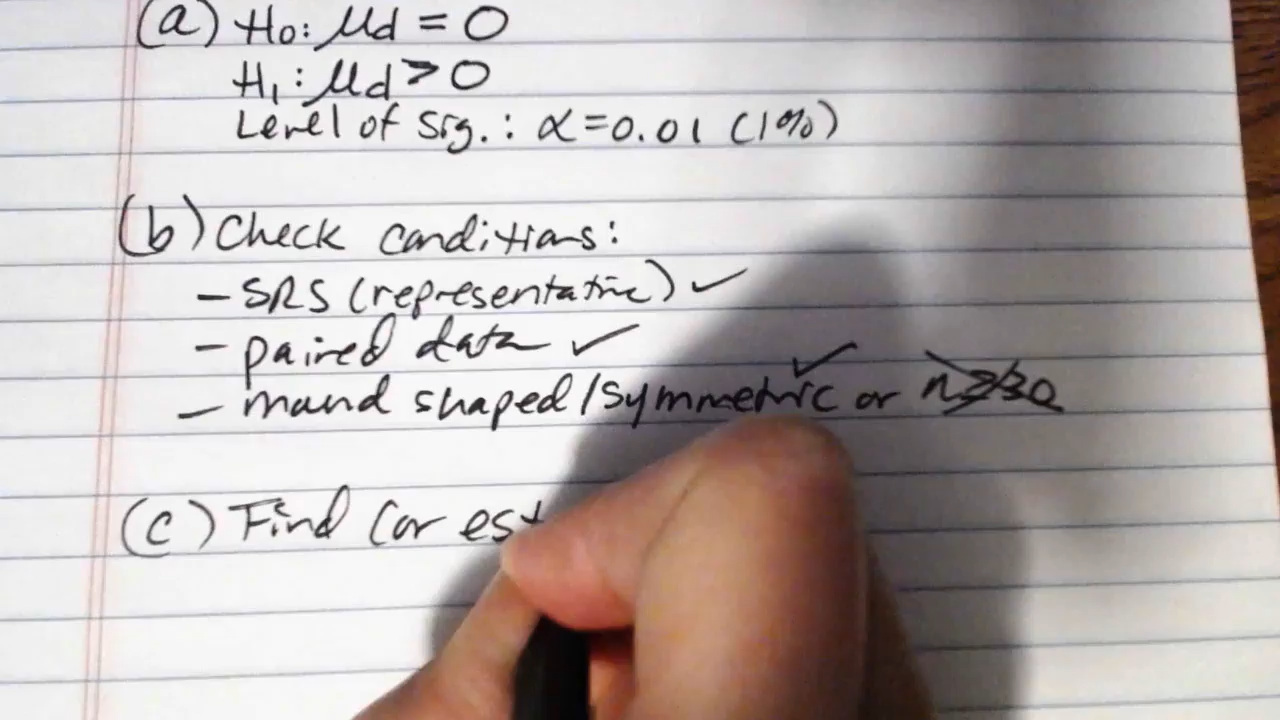 (a) H₀: μd = 0
H₁: μd > 0
Level of sig.: α=0.01 (1%)
(b) Check conditions:
- SRS (representative) ✓
- paired data ✓
- mound shaped/symmetric ✓ or n≥30
(c) Find (or est